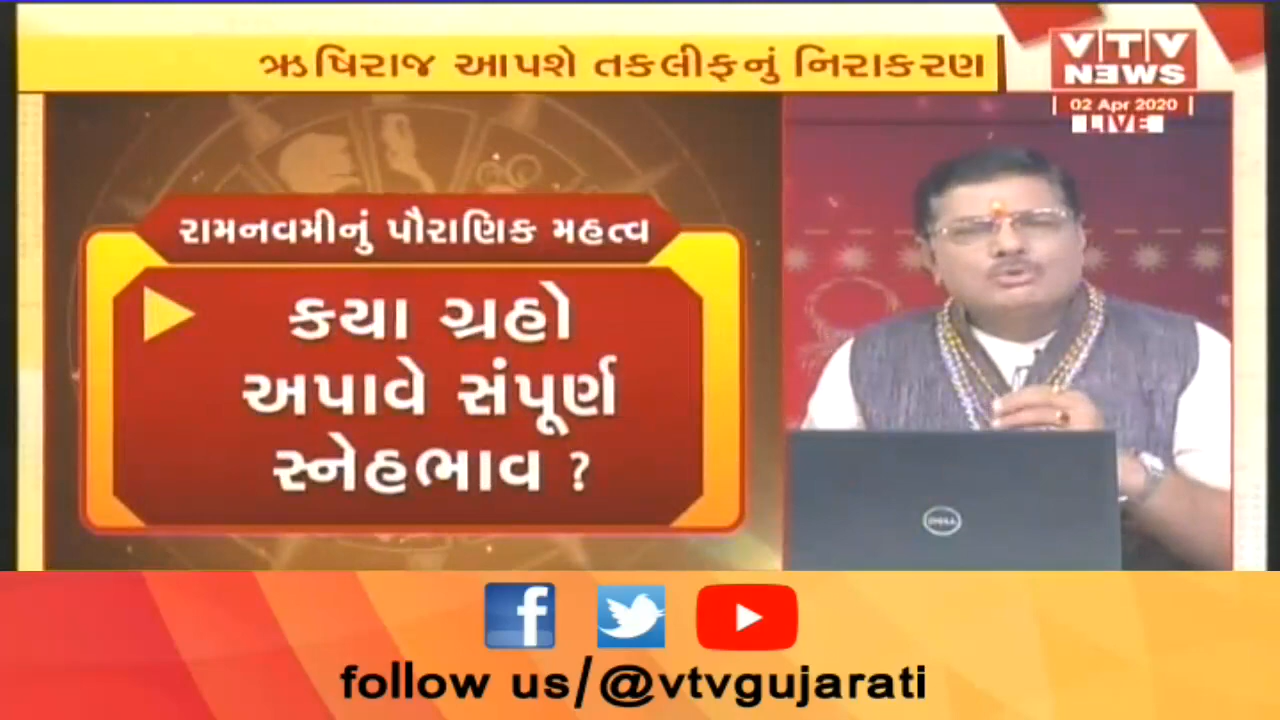 ઋષિરાજ આપશે તકલીફનું નિરાકરણ
VTV
NEWS
02 Apr 2020
LIVE
રામનવમીનું પૌરાણિક મહત્વ
કયા ગ્રહો
અપાવે સંપૂર્ણ
સ્નેહભાવ ?
DELL
follow us/@vtvgujarati